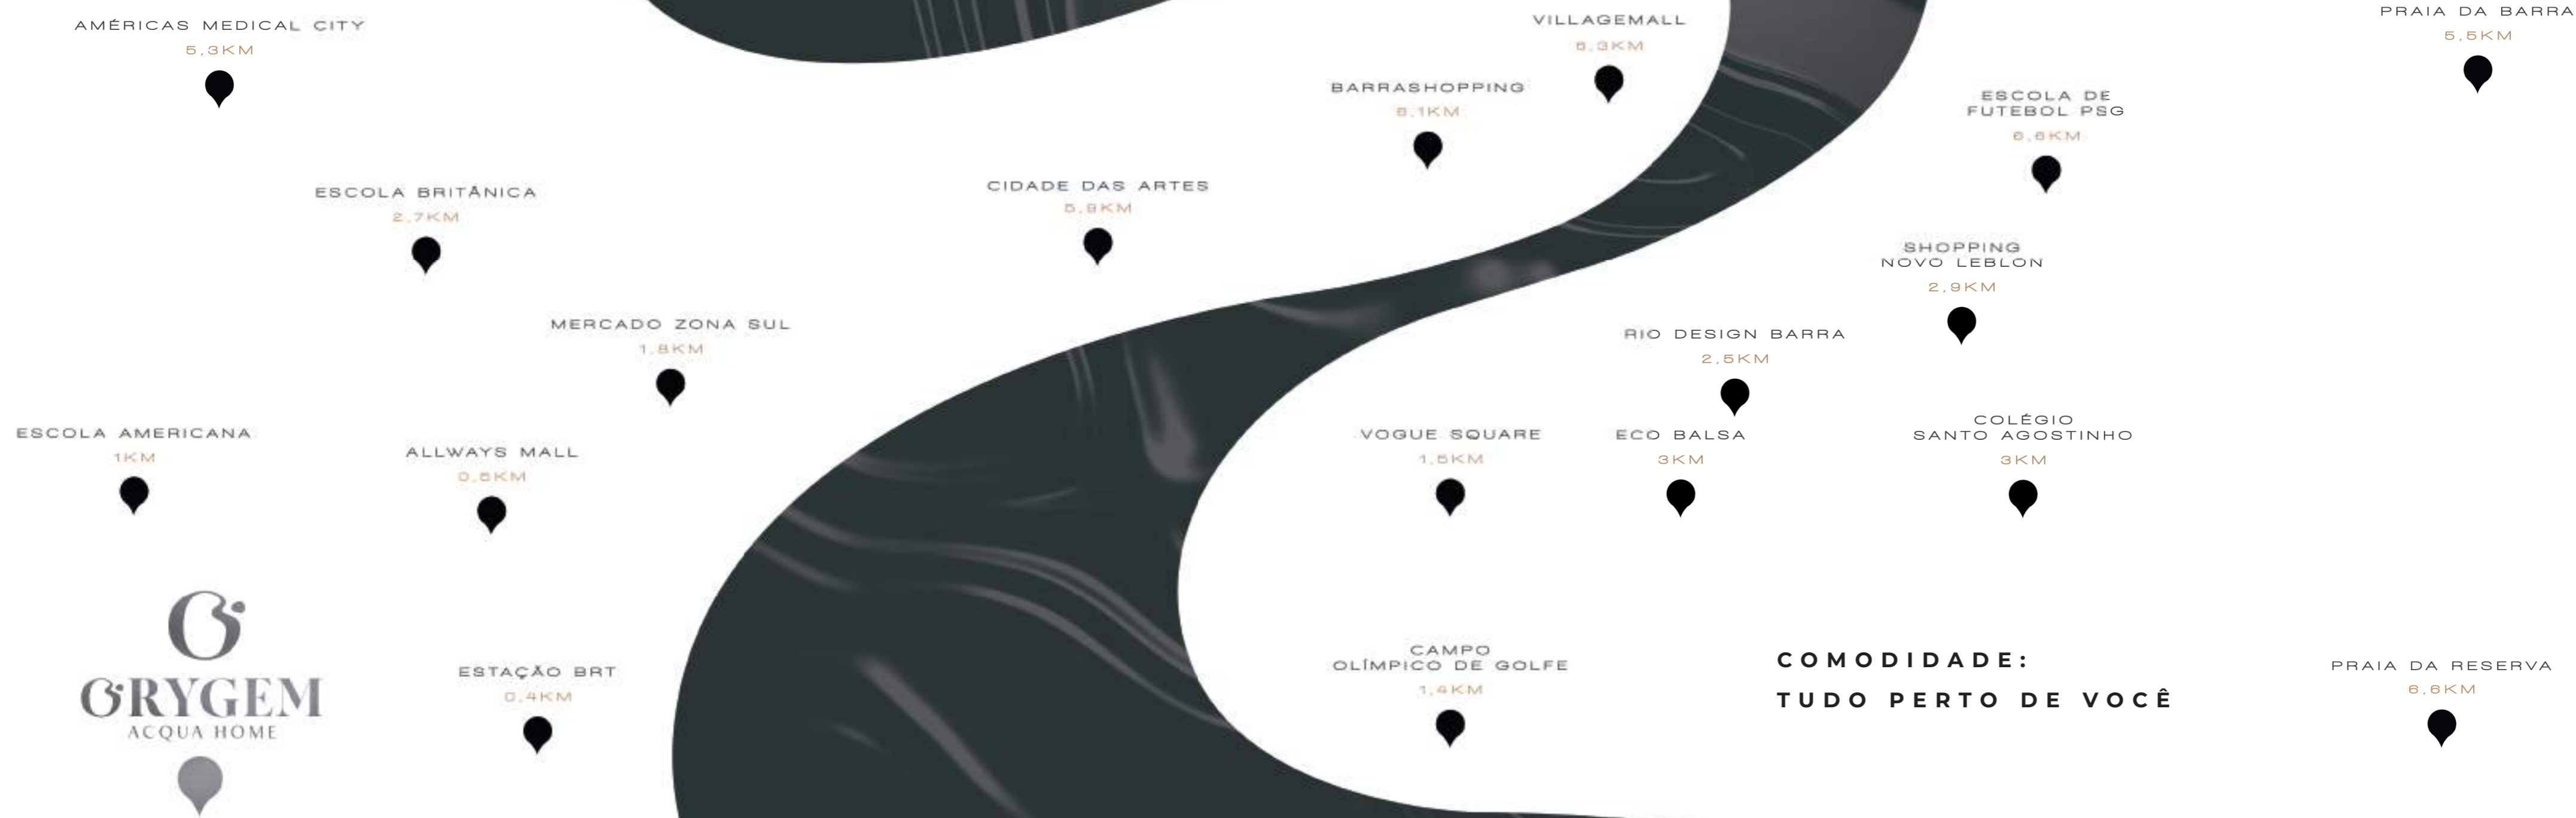 AMÉRICAS MEDICAL CITY
5,3KM
VILLAGEMALL
6,3KM
PRAIA DA BARRA
5,5KM
BARRASHOPPING
6,1KM
ESCOLA DE
FUTEBOL PSG
6,6KM
ESCOLA BRITÂNICA
2,7KM
CIDADE DAS ARTES
5,9KM
SHOPPING
NOVO LEBLON
2,9KM
MERCADO ZONA SUL
1,8KM
RIO DESIGN BARRA
2,5KM
ESCOLA AMERICANA
1KM
ALLWAYS MALL
0,5KM
VOGUE SQUARE
1,5KM
ECO BALSA
3KM
COLÉGIO
SANTO AGOSTINHO
3KM
ORYGEM
ACQUA HOME
ESTAÇÃO BRT
0,4KM
CAMPO
OLÍMPICO DE GOLFE
1,4KM
COMODIDADE:
TUDO PERTO DE VOCÊ
PRAIA DA RESERVA
6,6KM